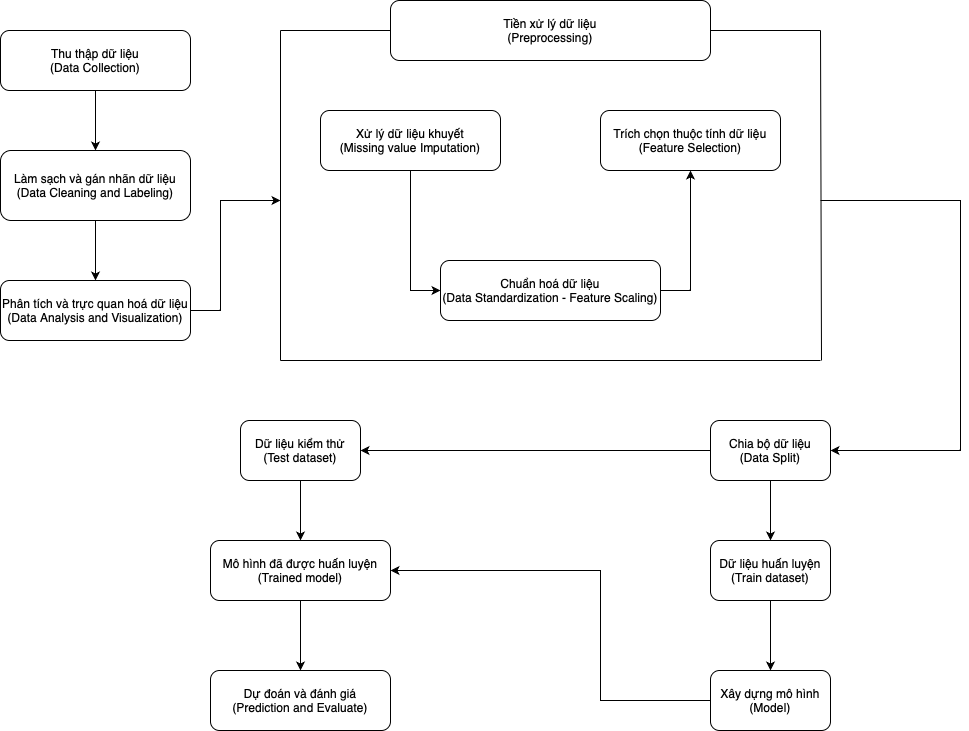 Thu thập dữ liệu
(Data Collection)
Làm sạch và gán nhãn dữ liệu
(Data Cleaning and Labeling)
Phân tích và trực quan hoá dữ liệu
(Data Analysis and Visualization)
Tiền xử lý dữ liệu
(Preprocessing)
Xử lý dữ liệu khuyết
(Missing value Imputation)
Chuẩn hoá dữ liệu
(Data Standardization - Feature Scaling)
Trích chọn thuộc tính dữ liệu
(Feature Selection)
Chia bộ dữ liệu
(Data Split)
Dữ liệu kiểm thử
(Test dataset)
Dữ liệu huấn luyện
(Train dataset)
Xây dựng mô hình
(Model)
Mô hình đã được huấn luyện
(Trained model)
Dự đoán và đánh giá
(Prediction and Evaluate)